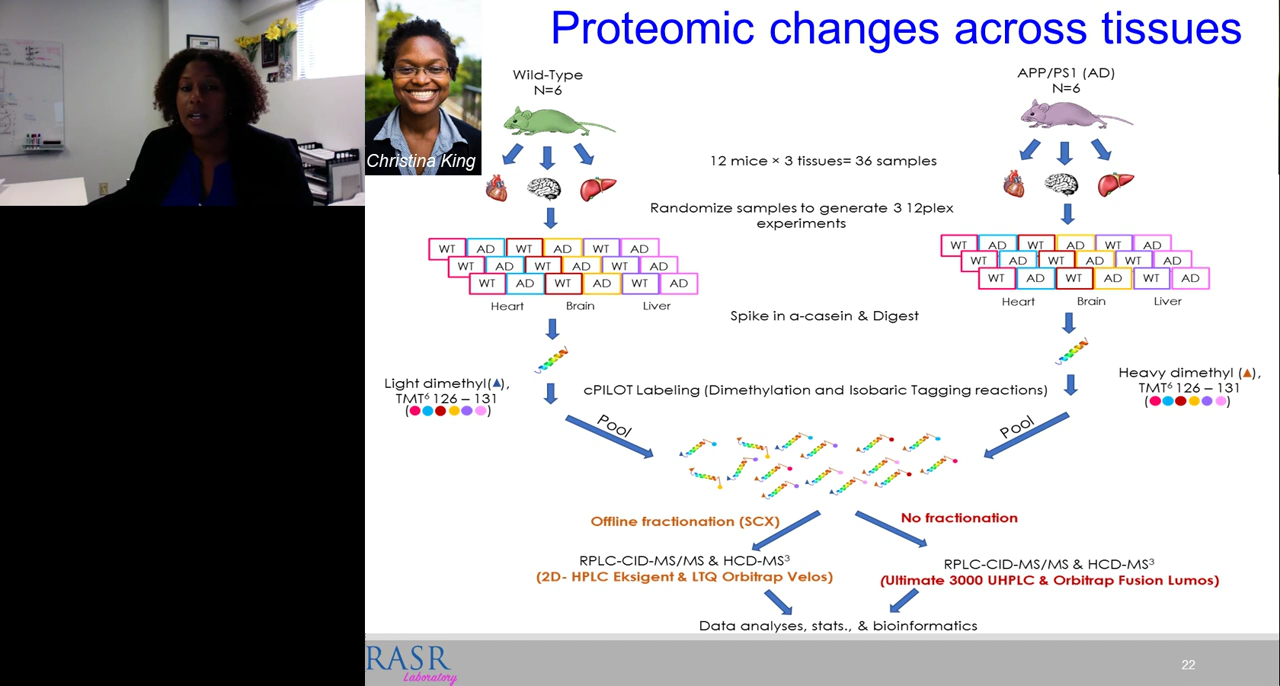 Proteomic changes across tissues
Christina King
Wild-Type
N=6
APP/PS1 (AD)
N=6
12 mice × 3 tissues= 36 samples
Randomize samples to generate 3 12plex
experiments
WT AD WT AD WT AD
WT AD WT AD WT AD
WT AD WT AD WT AD
Heart Brain Liver
WT AD WT AD WT AD
WT AD WT AD WT AD
WT AD WT AD WT AD
Heart Brain Liver
Spike in a-casein & Digest
Light dimethyl(▲),
TMT⁶ 126 – 131
cPILOT Labeling (Dimethylation and Isobaric Tagging reactions)
Heavy dimethyl (▲),
TMT⁶ 126 – 131
Pool
Pool
Offline fractionation (SCX)
No fractionation
RPLC-CID-MS/MS & HCD-MS³
(2D- HPLC Eksigent & LTQ Orbitrap Velos)
RPLC-CID-MS/MS & HCD-MS³
(Ultimate 3000 UHPLC & Orbitrap Fusion Lumos)
Data analyses, stats., & bioinformatics
RASR
Laboratory
22